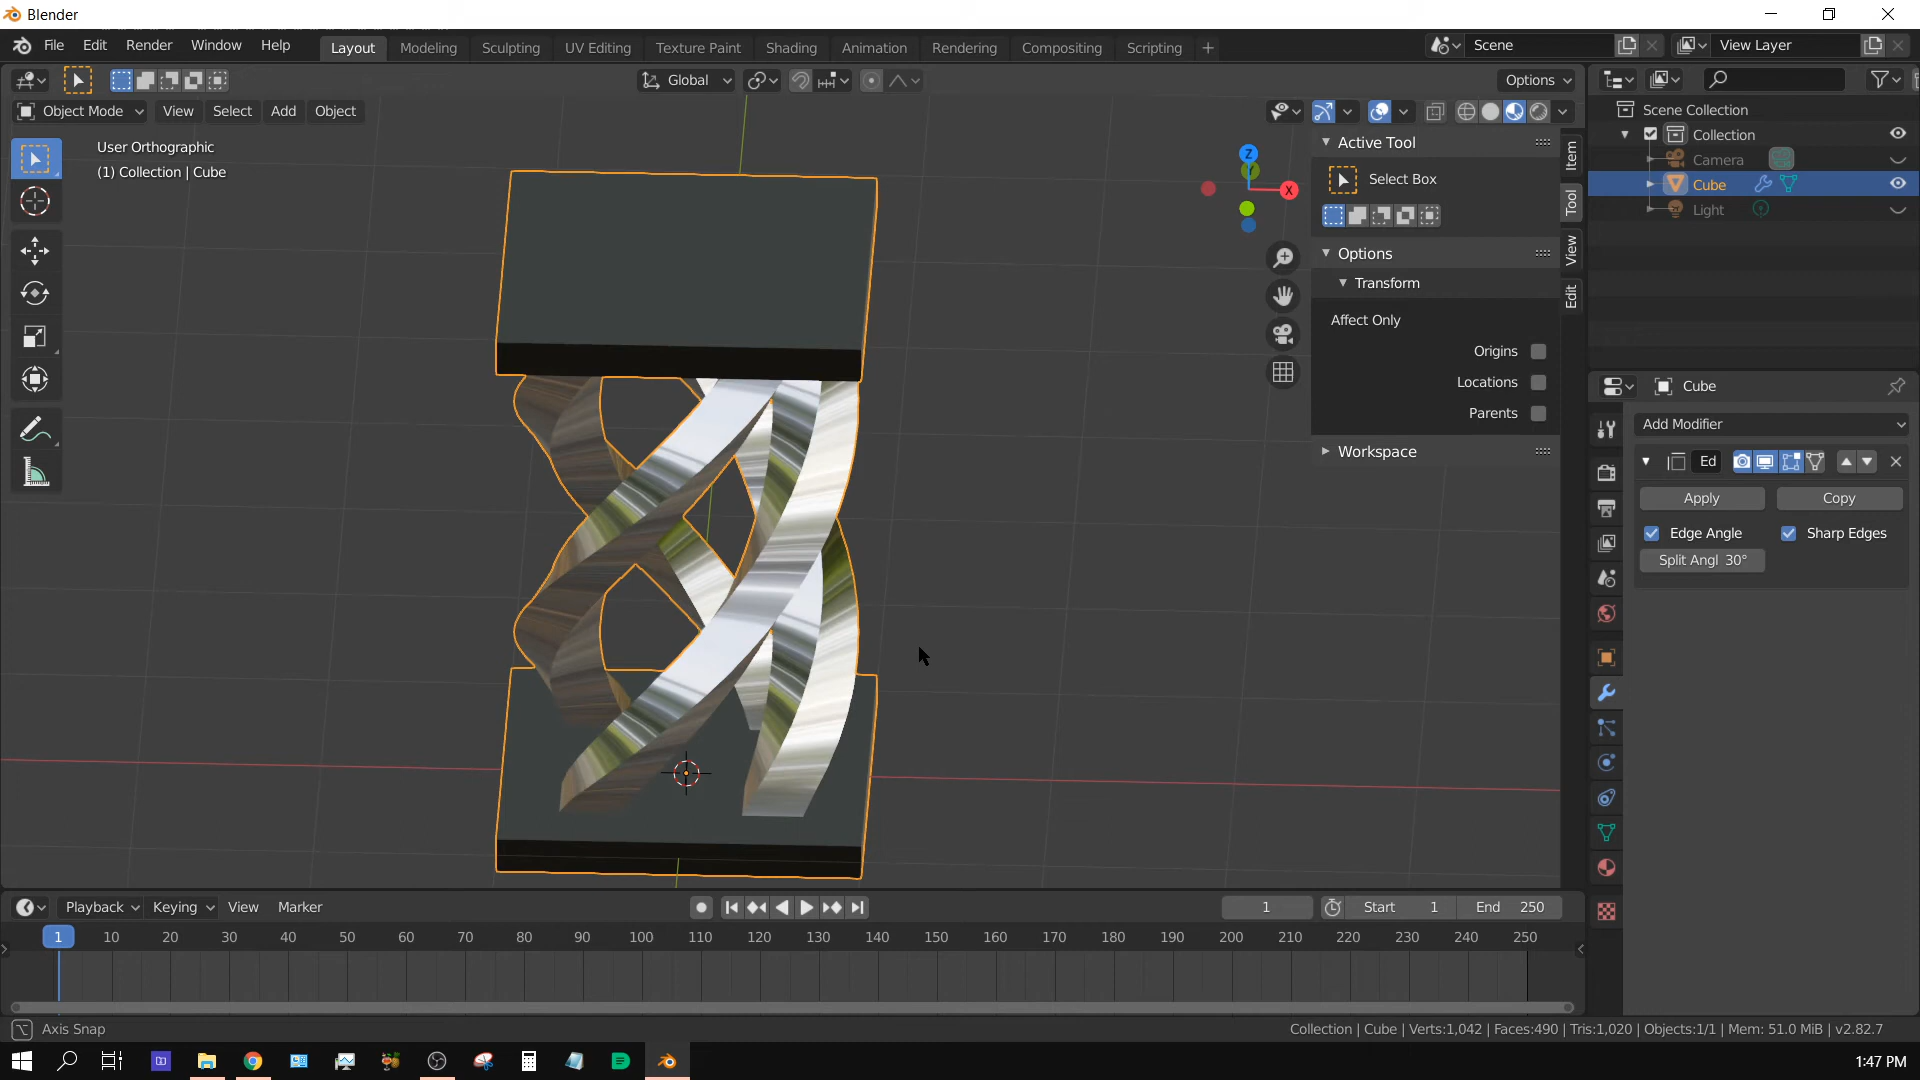 Blender
File Edit Render Window Help Layout Modeling Sculpting UV Editing Texture Paint Shading Animation Rendering Compositing Scripting + Scene View Layer
Global Options
Object Mode View Select Add Object
User Orthographic
(1) Collection | Cube
Z
X
Active Tool
Select Box
Options
Transform
Affect Only
Origins
Locations
Parents
Workspace
Item
Tool
View
Edit
Scene Collection
Collection
Camera
Cube
Light
Cube
Add Modifier
Ed
Apply Copy
Edge Angle Sharp Edges
Split Angl 30°
Playback Keying View Marker 1 Start 1 End 250
1 10 20 30 40 50 60 70 80 90 100 110 120 130 140 150 160 170 180 190 200 210 220 230 240 250
Axis Snap Collection | Cube | Verts:1,042 | Faces:490 | Tris:1,020 | Objects:1/1 | Mem: 51.0 MiB | v2.82.7
1:47 PM